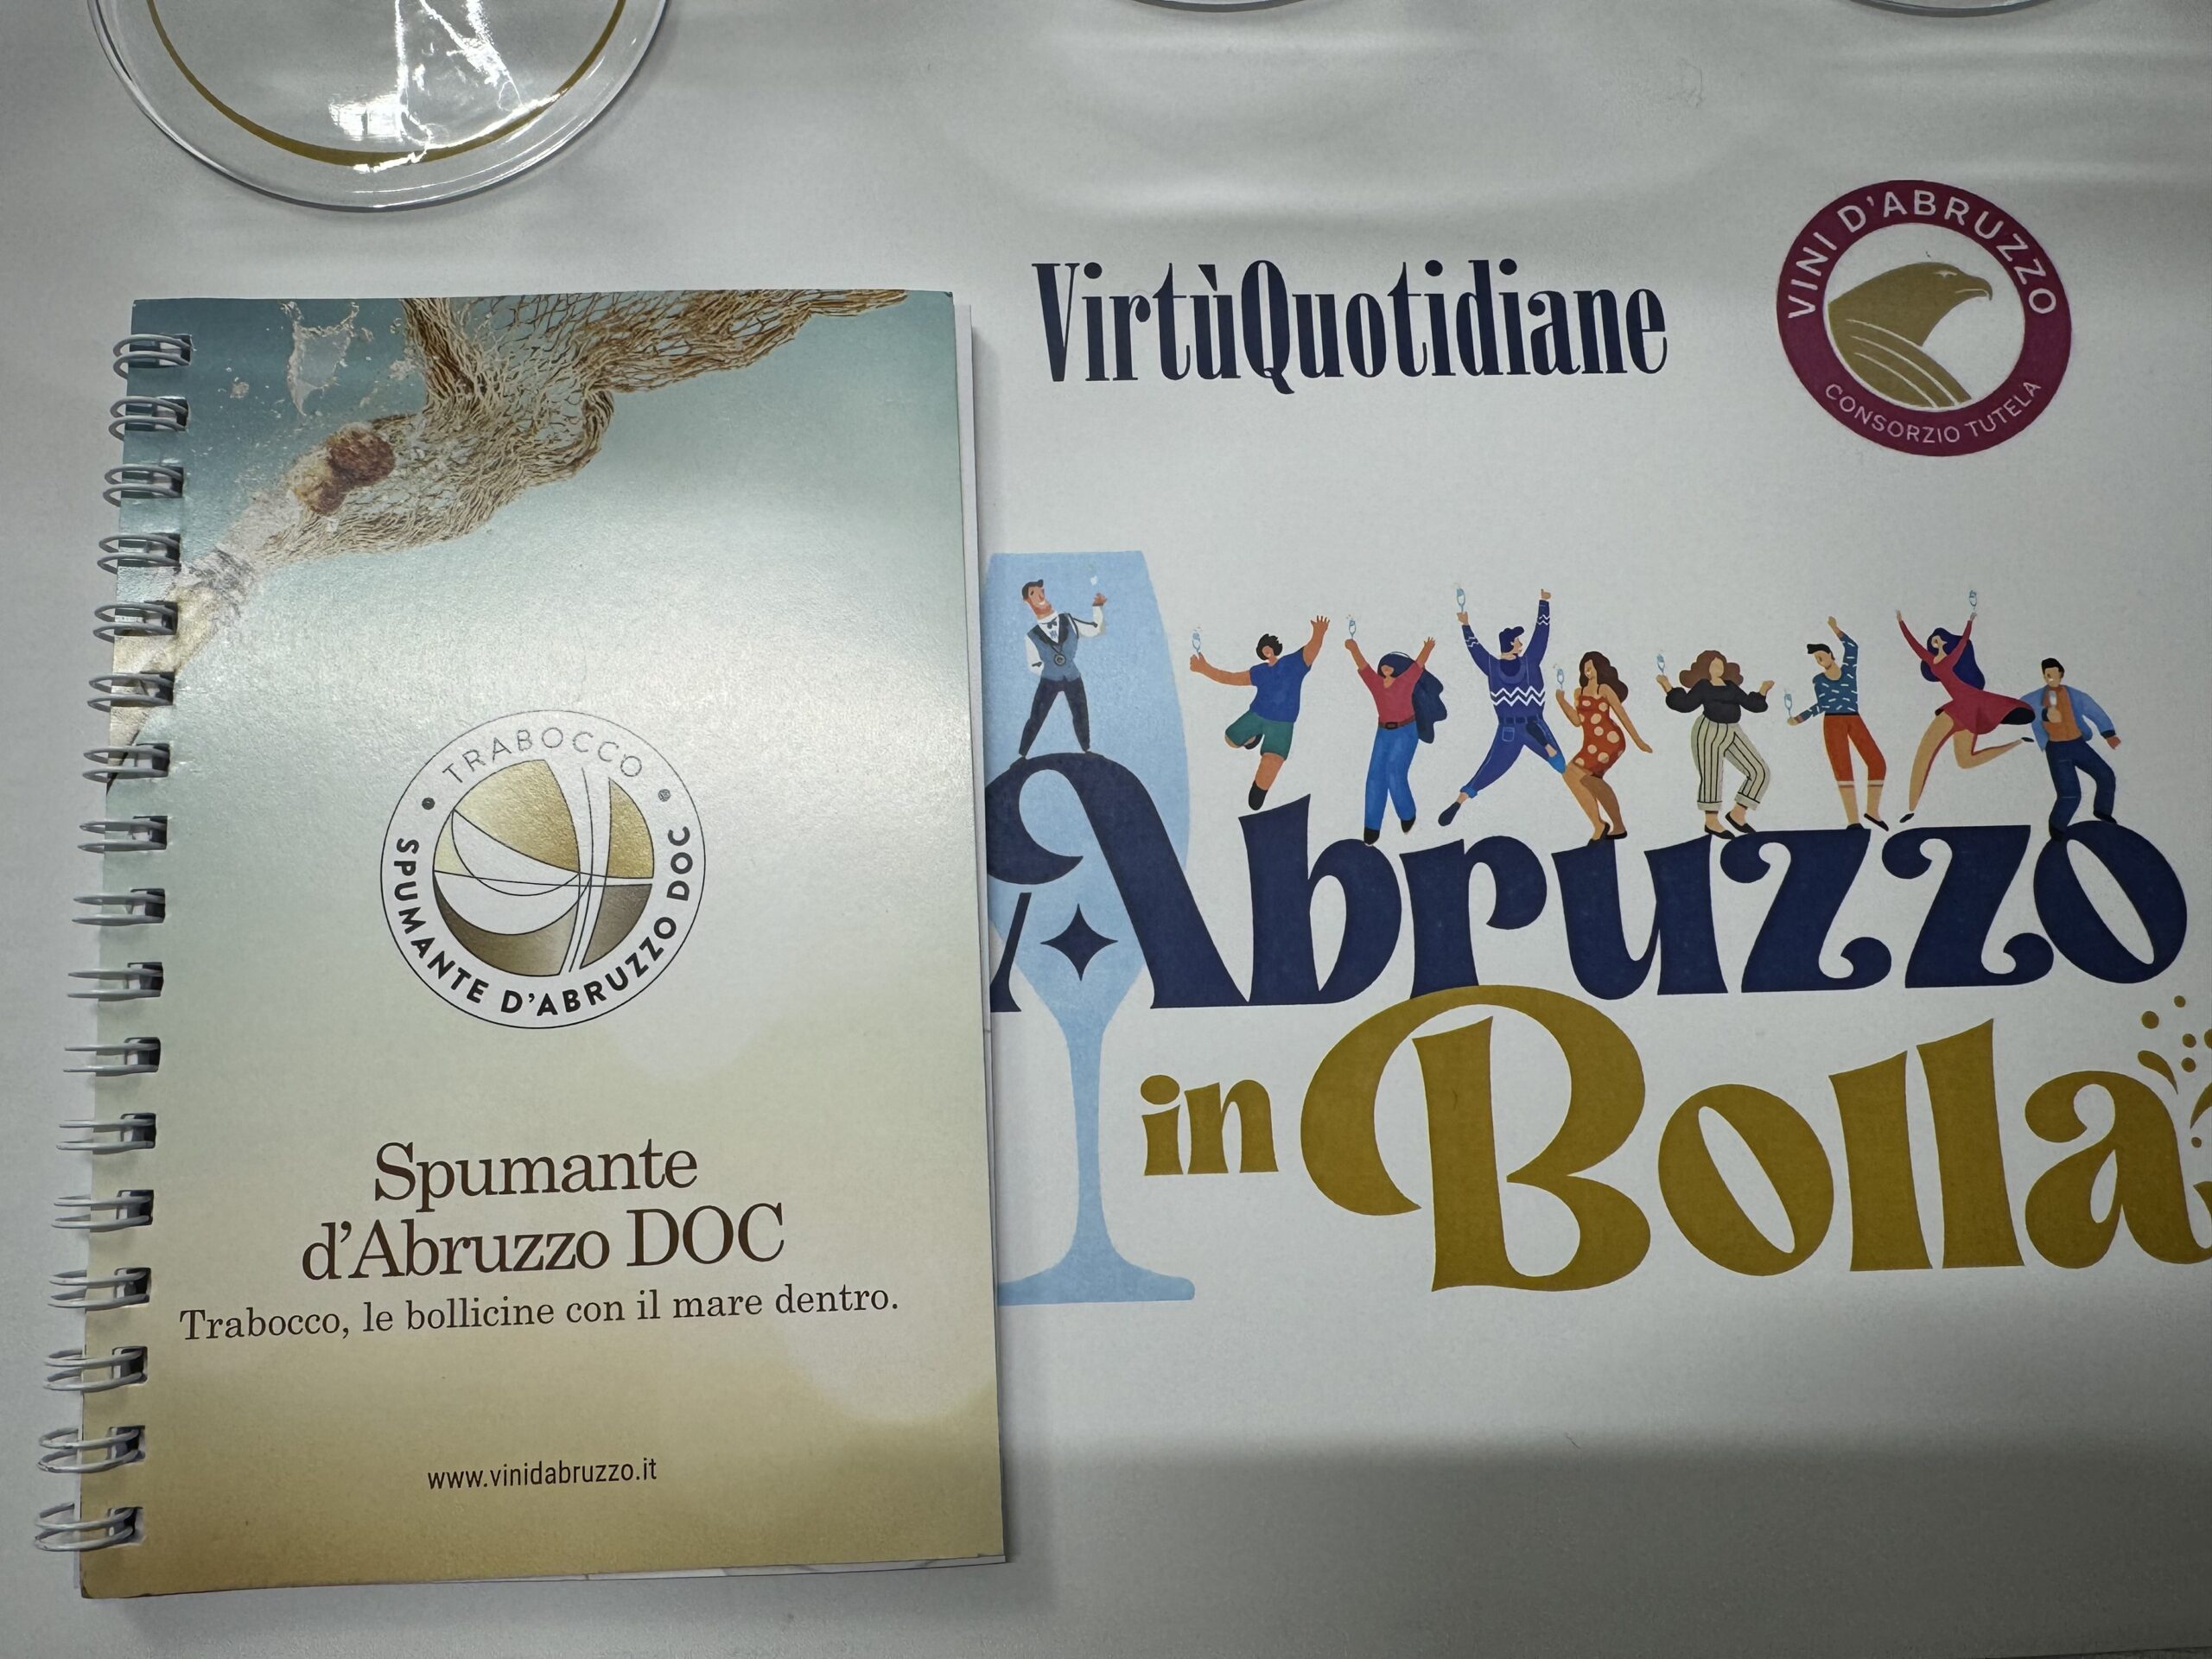 TRABOCCO
SPUMANTE D'ABRUZZO DOC
Spumante
d'Abruzzo DOC
Trabocco, le bollicine con il mare dentro.
www.vinidabruzzo.it
VirtùQuotidiane
VINI D'ABRUZZO
CONSORZIO TUTELA
Abruzzo
in Bolla